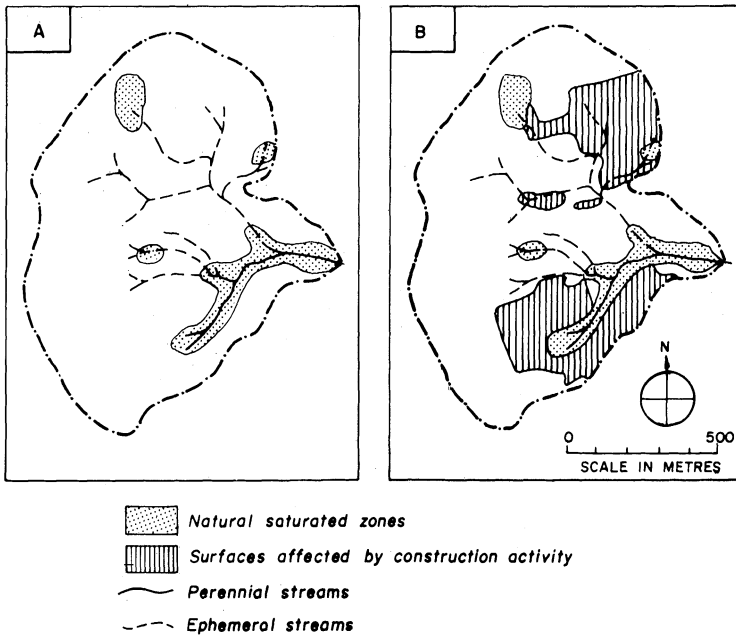 A
B
N
0 500
SCALE IN METRES
Natural saturated zones
Surfaces affected by construction activity
Perennial streams
Ephemeral streams